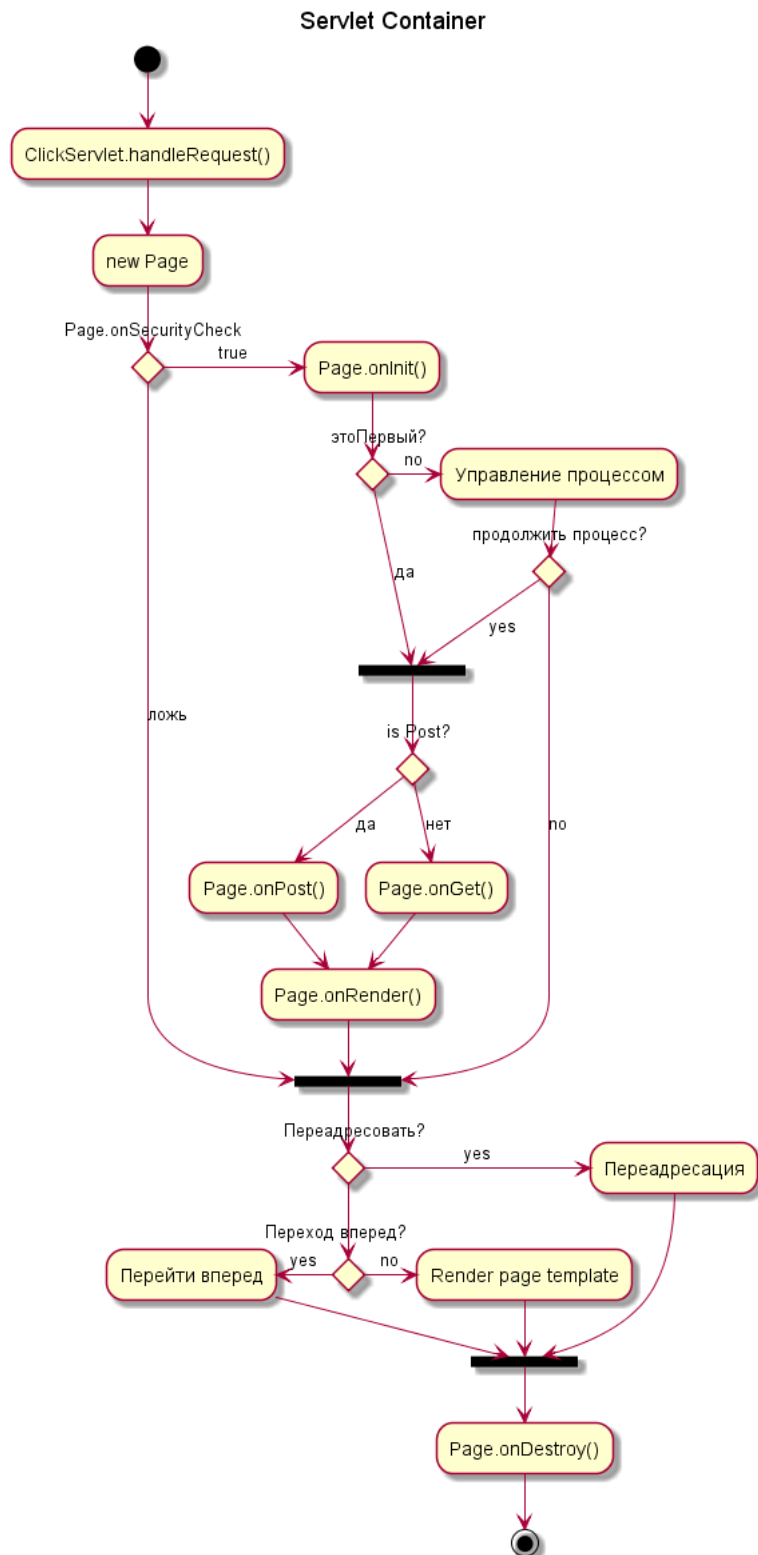 Servlet Container
ClickServlet.handleRequest()
new Page
Page.onSecurityCheck
true
Page.onInit()
этоПервый?
no
Управление процессом
продолжить процесс?
да
yes
ложь
is Post?
да
нет
no
Page.onPost()
Page.onGet()
Page.onRender()
Переадресовать?
yes
Переадресация
Переход вперед?
yes
no
Перейти вперед
Render page template
Page.onDestroy()